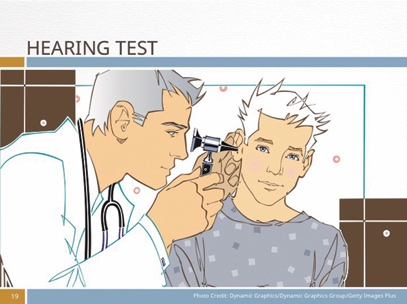 HEARING TEST
19
Photo Credit: Dynamic Graphics/Dynamic Graphics Group/Getty Images Plus